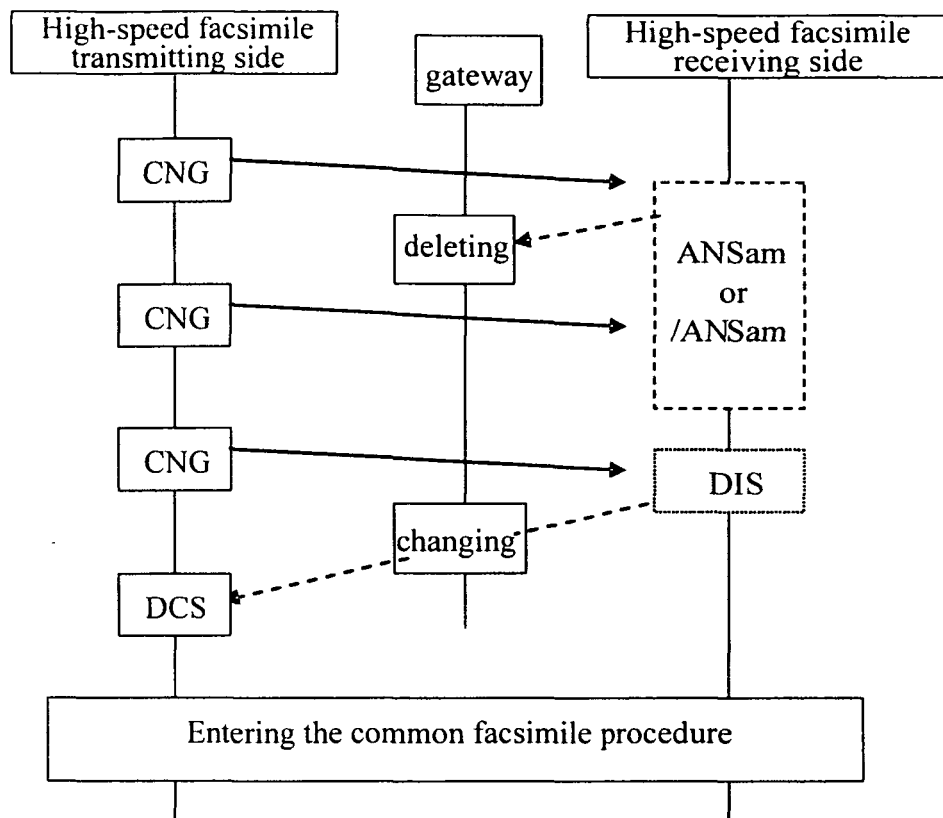 High-speed facsimile
transmitting side
gateway
High-speed facsimile
receiving side
CNG
deleting
ANSam
or
/ANSam
CNG
CNG
DIS
changing
DCS
Entering the common facsimile procedure